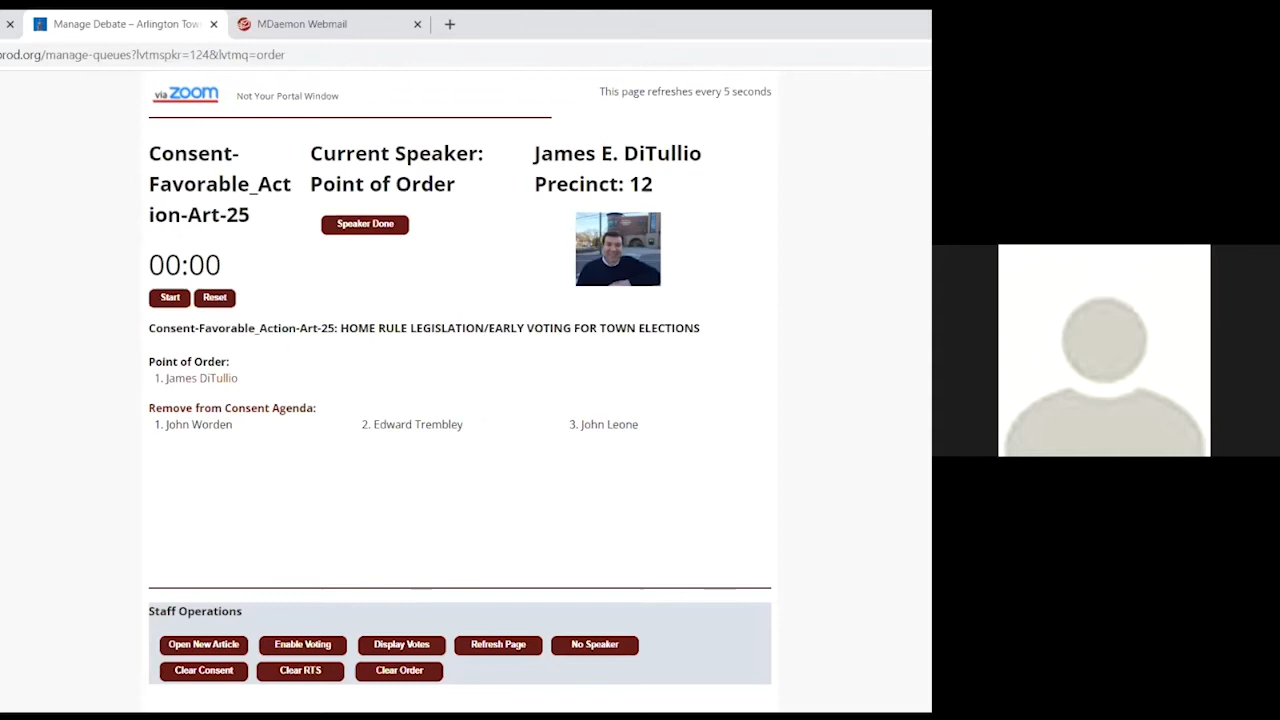 Manage Debate – Arlington Tow
MDaemon Webmail
prod.org/manage-queues?lvtmspkr=124&lvtmq=order
via zoom
Not Your Portal Window
This page refreshes every 5 seconds
Consent-
Favorable_Act
ion-Art-25
Current Speaker:
Point of Order
James E. DiTullio
Precinct: 12
Speaker Done
00:00
Start
Reset
Consent-Favorable_Action-Art-25: HOME RULE LEGISLATION/EARLY VOTING FOR TOWN ELECTIONS
Point of Order:
1. James DiTullio
Remove from Consent Agenda:
1. John Worden
2. Edward Trembley
3. John Leone
Staff Operations
Open New Article
Enable Voting
Display Votes
Refresh Page
No Speaker
Clear Consent
Clear RTS
Clear Order